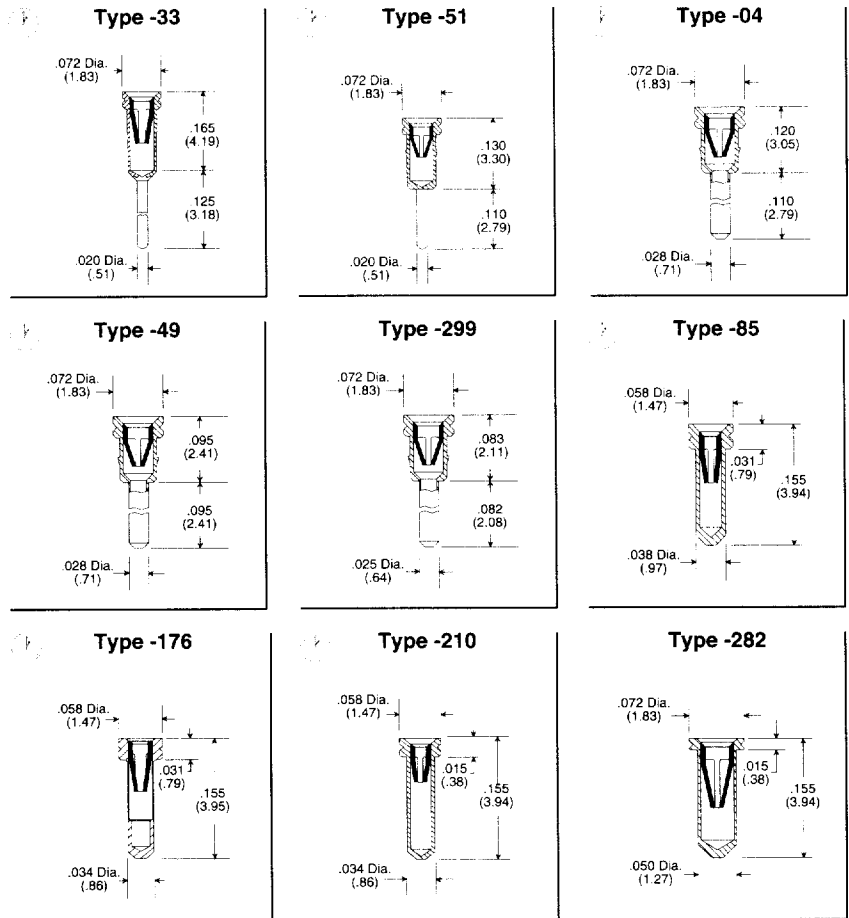 Type -33
.072 Dia.
(1.83)
.165
(4.19)
.125
(3.18)
.020 Dia.
(.51)
Type -51
.072 Dia.
(1.83)
.130
(3.30)
.110
(2.79)
.020 Dia.
(.51)
Type -04
.072 Dia.
(1.83)
.120
(3.05)
.110
(2.79)
.028 Dia.
(.71)
Type -49
.072 Dia.
(1.83)
.095
(2.41)
.095
(2.41)
.028 Dia.
(.71)
Type -299
.072 Dia.
(1.83)
.083
(2.11)
.082
(2.08)
.025 Dia.
(.64)
Type -85
.058 Dia.
(1.47)
.031
(.79)
.155
(3.94)
.038 Dia.
(.97)
Type -176
.058 Dia.
(1.47)
.031
(.79)
.155
(3.95)
.034 Dia.
(.86)
Type -210
.058 Dia.
(1.47)
.015
(.38)
.155
(3.94)
.034 Dia.
(.86)
Type -282
.072 Dia.
(1.83)
.015
(.38)
.155
(3.94)
.050 Dia.
(1.27)